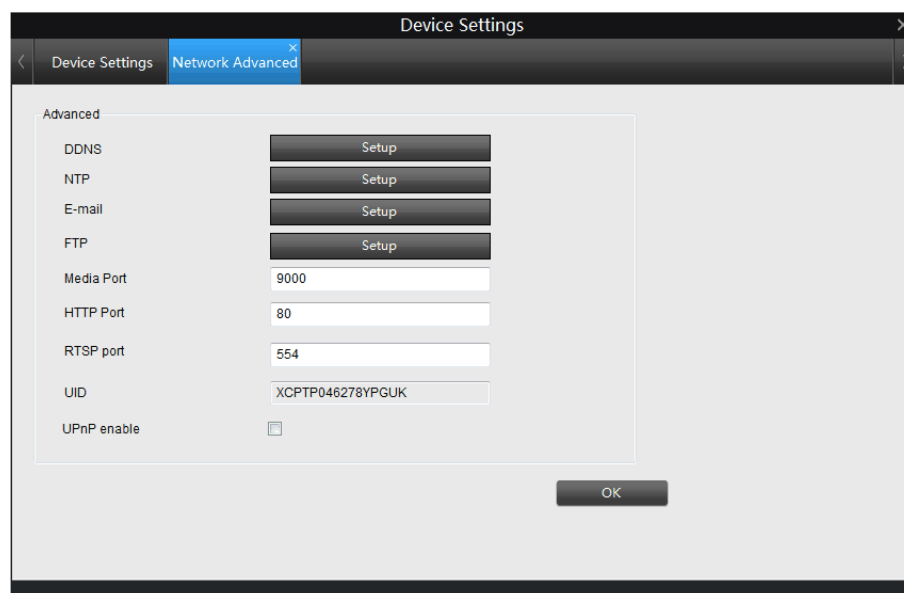 Device Settings
Device Settings
Network Advanced
Advanced
DDNS Setup
NTP Setup
E-mail Setup
FTP Setup
Media Port 9000
HTTP Port 80
RTSP port 554
UID XCPTP046278YPGUK
UPnP enable
OK